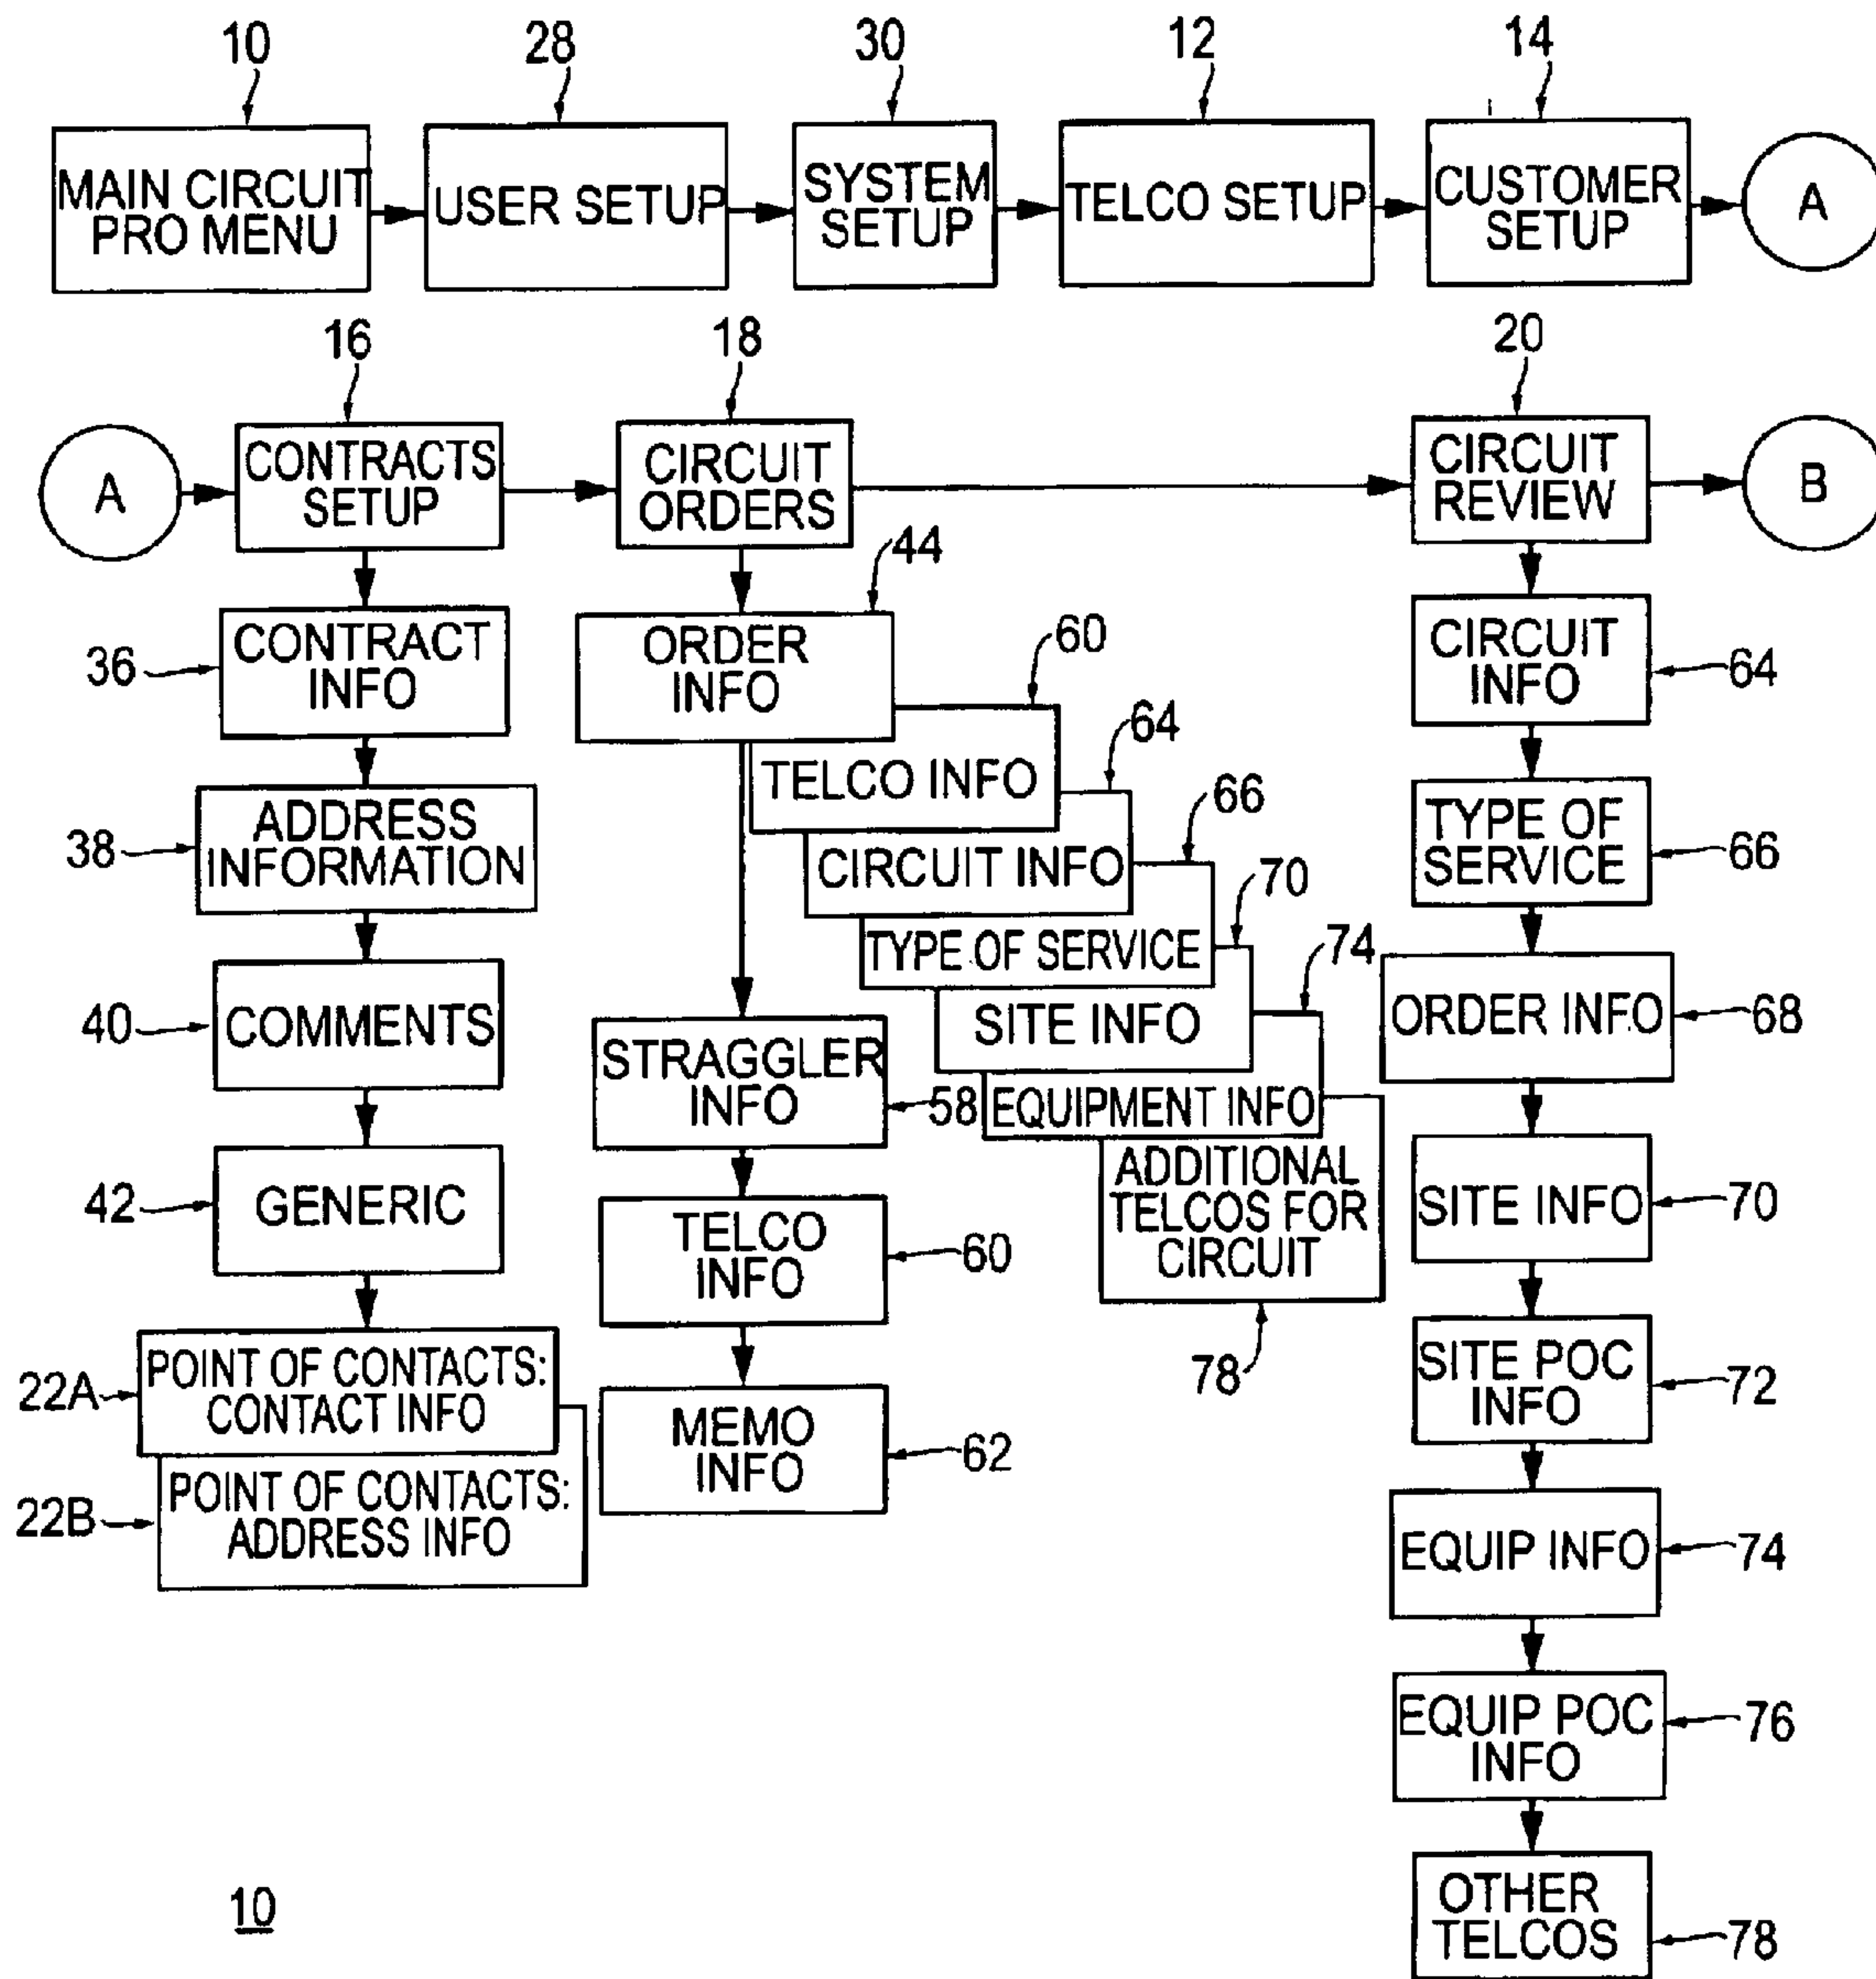 10
28
30
12
14
MAIN CIRCUIT
PRO MENU
USER SETUP
SYSTEM
SETUP
TELCO SETUP
CUSTOMER
SETUP
A
16
18
20
A
CONTRACTS
SETUP
CIRCUIT
ORDERS
CIRCUIT
REVIEW
B
36
CONTRACT
INFO
38
ADDRESS
INFORMATION
40
COMMENTS
42
GENERIC
22A
POINT OF CONTACTS:
CONTACT INFO
22B
POINT OF CONTACTS:
ADDRESS INFO
44
ORDER
INFO
60
TELCO INFO
64
CIRCUIT INFO
66
TYPE OF SERVICE
70
SITE INFO
74
EQUIPMENT INFO
ADDITIONAL
TELCOS FOR
CIRCUIT
78
STRAGGLER
INFO
58
TELCO
INFO
60
MEMO
INFO
62
CIRCUIT
INFO
64
TYPE OF
SERVICE
66
ORDER INFO
68
SITE INFO
70
SITE POC
INFO
72
EQUIP INFO
74
EQUIP POC
INFO
76
OTHER
TELCOS
78
10